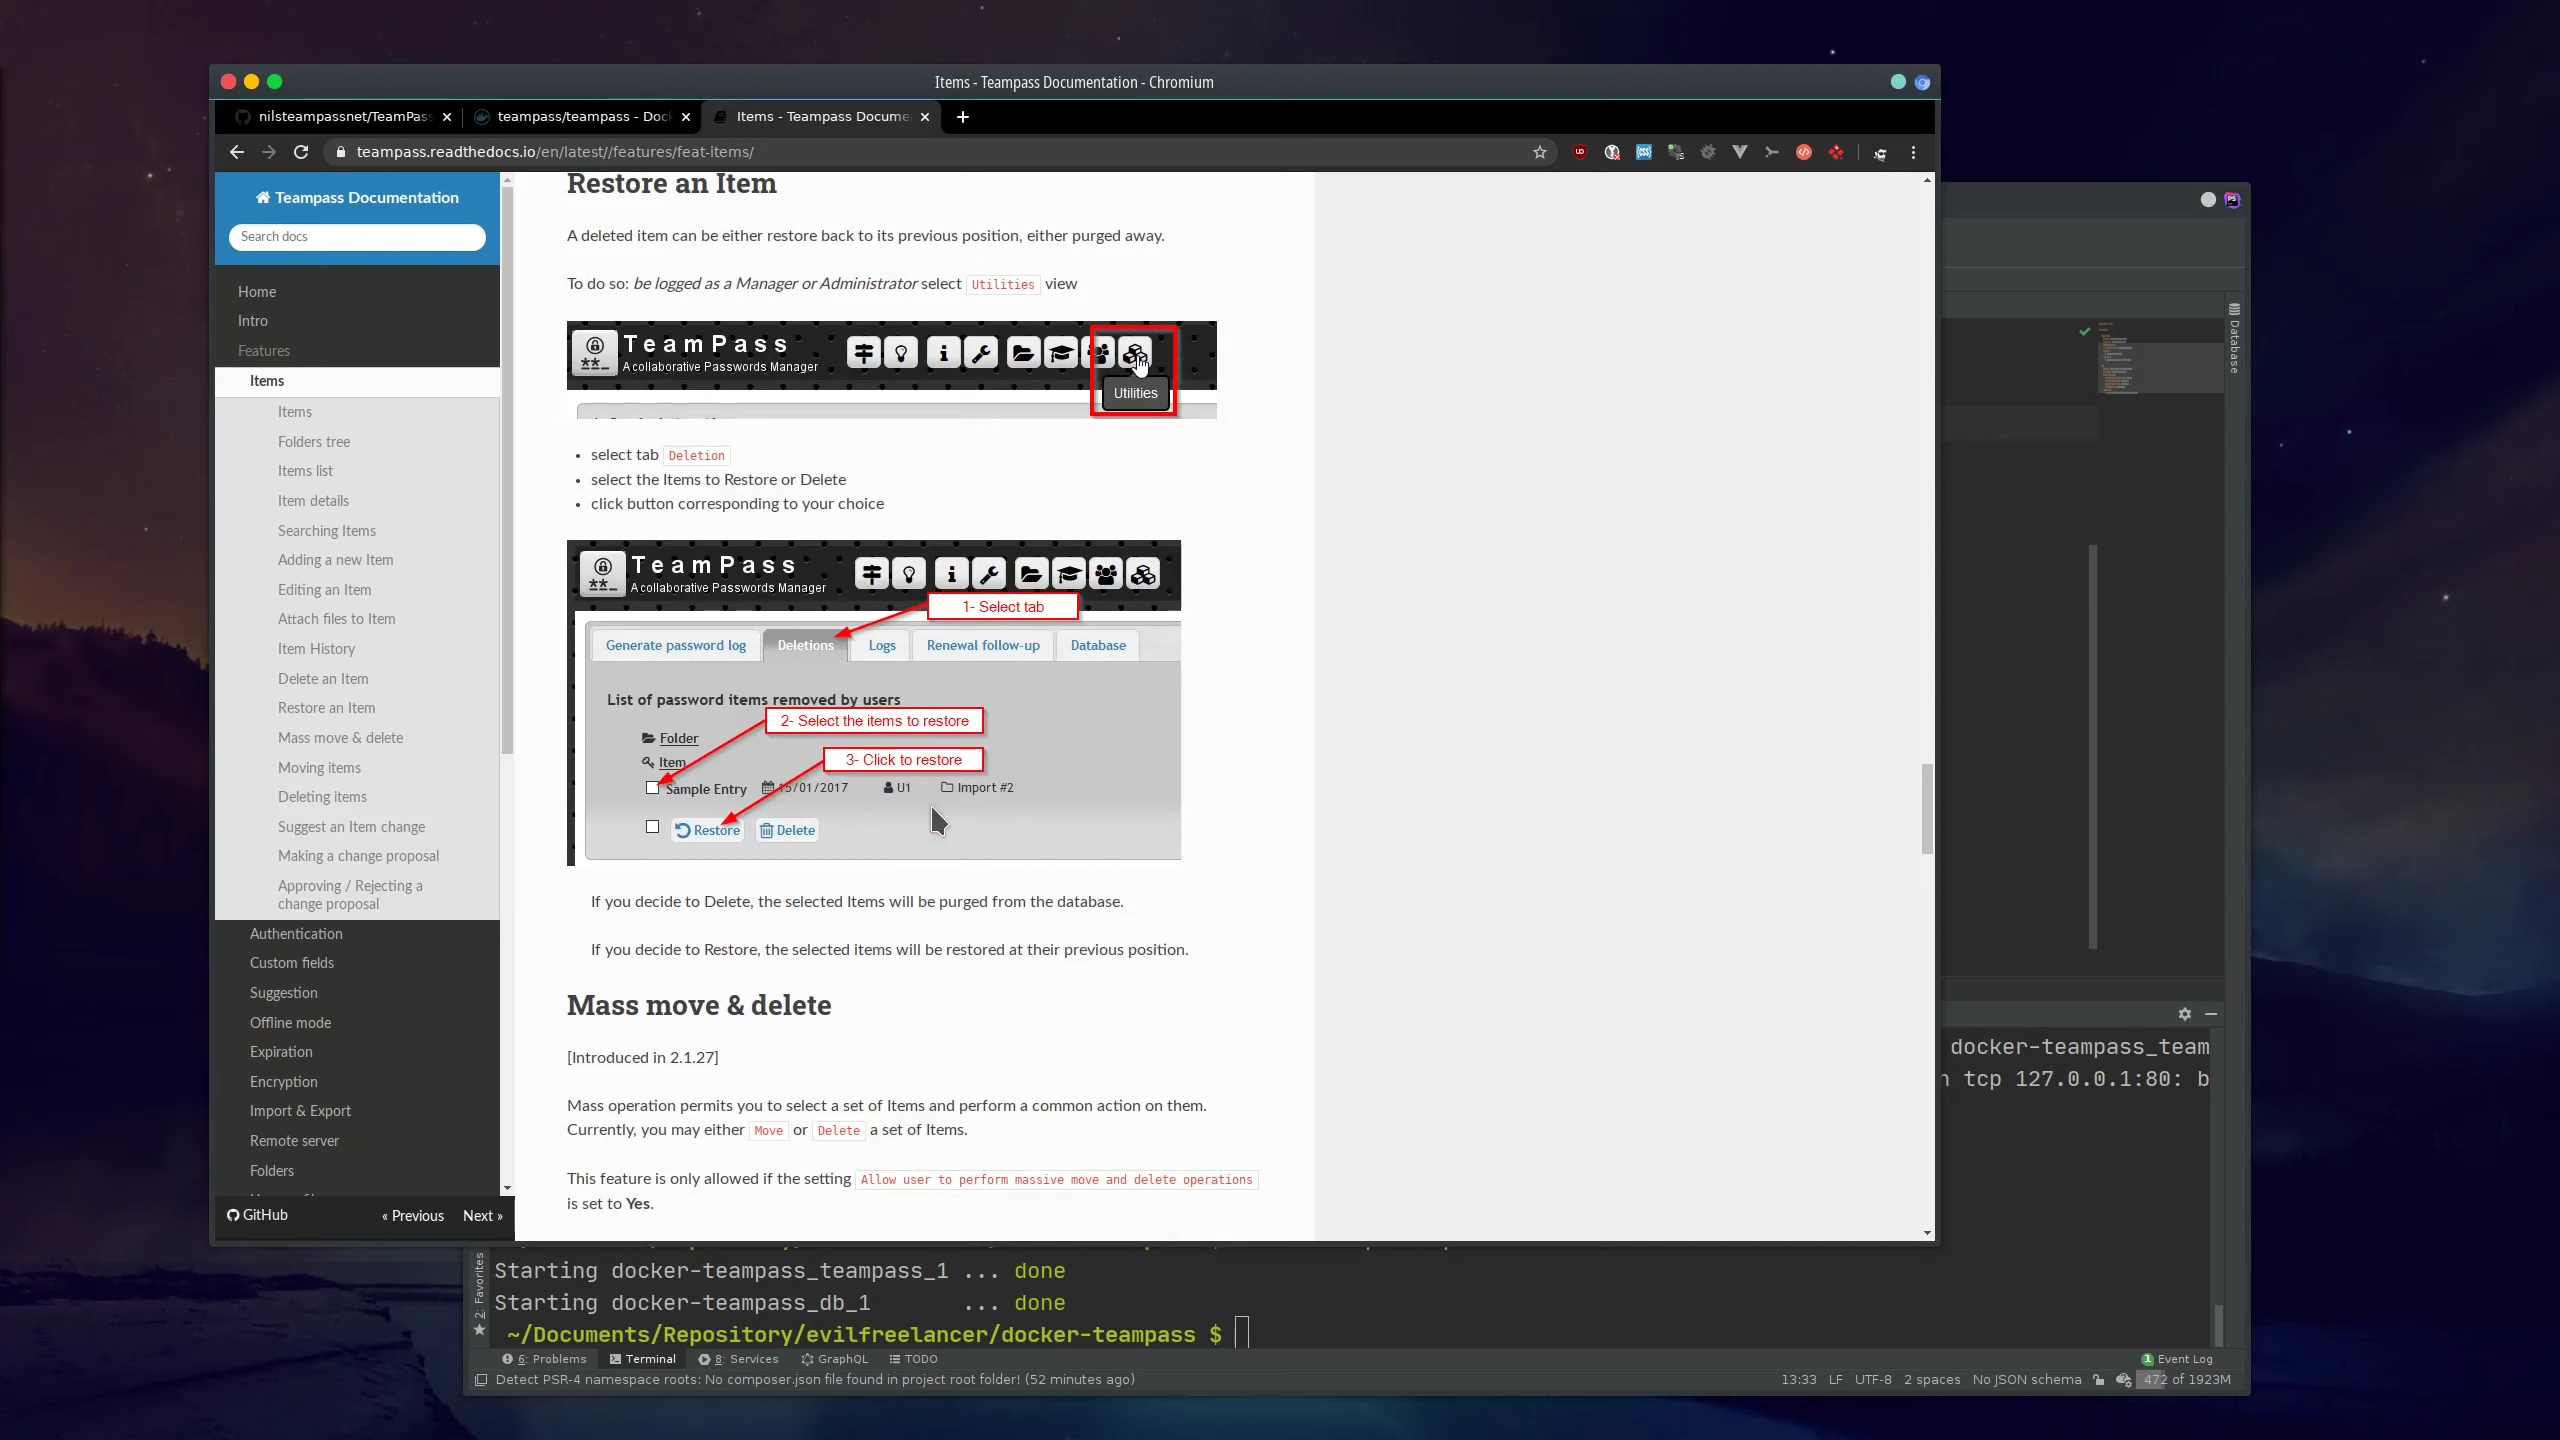 Items - Teampass Documentation - Chromium
nilsteampassnet/TeamPass
teampass/teampass - Dock
Items - Teampass Docume
teampass.readthedocs.io/en/latest//features/feat-items/
Teampass Documentation
Search docs
Home
Intro
Features
Items
Items
Folders tree
Items list
Item details
Searching Items
Adding a new Item
Editing an Item
Attach files to Item
Item History
Delete an Item
Restore an Item
Mass move & delete
Moving items
Deleting items
Suggest an Item change
Making a change proposal
Approving / Rejecting a
change proposal
Authentication
Custom fields
Suggestion
Offline mode
Expiration
Encryption
Import & Export
Remote server
Folders
GitHub
« Previous
Next »
Restore an Item
A deleted item can be either restore back to its previous position, either purged away.
To do so: be logged as a Manager or Administrator select Utilities view
TeamPass
A collaborative Passwords Manager
Utilities
• select tab Deletion
• select the Items to Restore or Delete
• click button corresponding to your choice
TeamPass
A collaborative Passwords Manager
1- Select tab
Generate password log
Deletions
Logs
Renewal follow-up
Database
List of password items removed by users
2- Select the items to restore
Folder
3- Click to restore
Item
Sample Entry
15/01/2017
U1
Import #2
Restore
Delete
If you decide to Delete, the selected Items will be purged from the database.
If you decide to Restore, the selected items will be restored at their previous position.
Mass move & delete
[Introduced in 2.1.27]
Mass operation permits you to select a set of Items and perform a common action on them.
Currently, you may either Move or Delete a set of Items.
This feature is only allowed if the setting Allow user to perform massive move and delete operations
is set to Yes.
Database
docker-teampass_team
n tcp 127.0.0.1:80: b
2: Favorites
Starting docker-teampass_teampass_1 ... done
Starting docker-teampass_db_1 ... done
~/Documents/Repository/evilfreelancer/docker-teampass $
6: Problems
Terminal
8: Services
GraphQL
TODO
1 Event Log
Detect PSR-4 namespace roots: No composer.json file found in project root folder! (52 minutes ago)
13:33
LF
UTF-8
2 spaces
No JSON schema
472 of 1923M